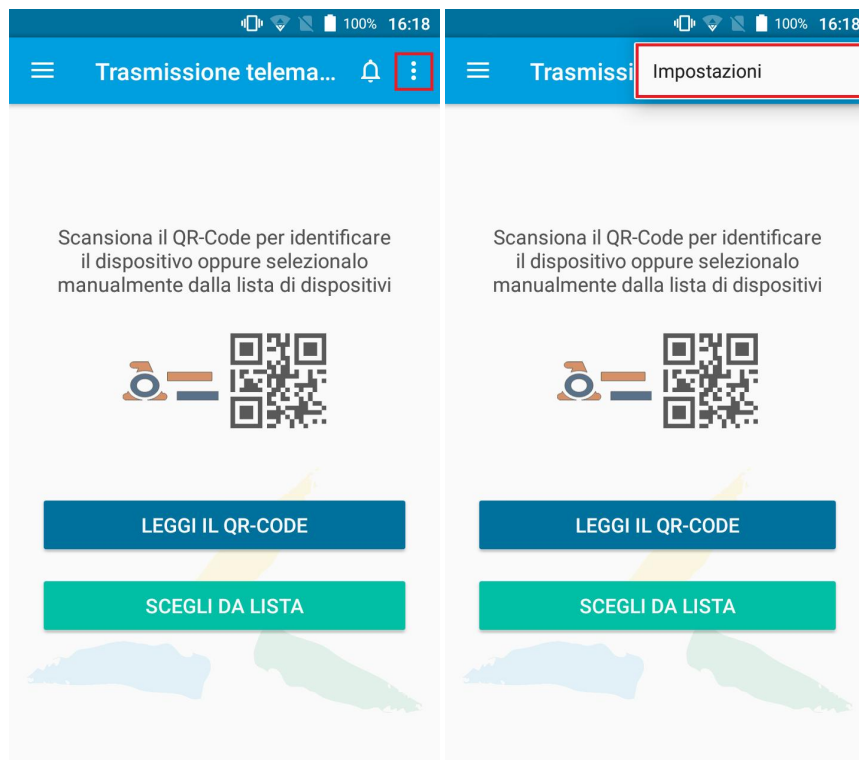 100% 16:18
Trasmissione telema...
Scansiona il QR-Code per identificare
il dispositivo oppure selezionalo
manualmente dalla lista di dispositivi
LEGGI IL QR-CODE
SCEGLI DA LISTA
100% 16:18
Trasmissi
Impostazioni
Scansiona il QR-Code per identificare
il dispositivo oppure selezionalo
manualmente dalla lista di dispositivi
LEGGI IL QR-CODE
SCEGLI DA LISTA